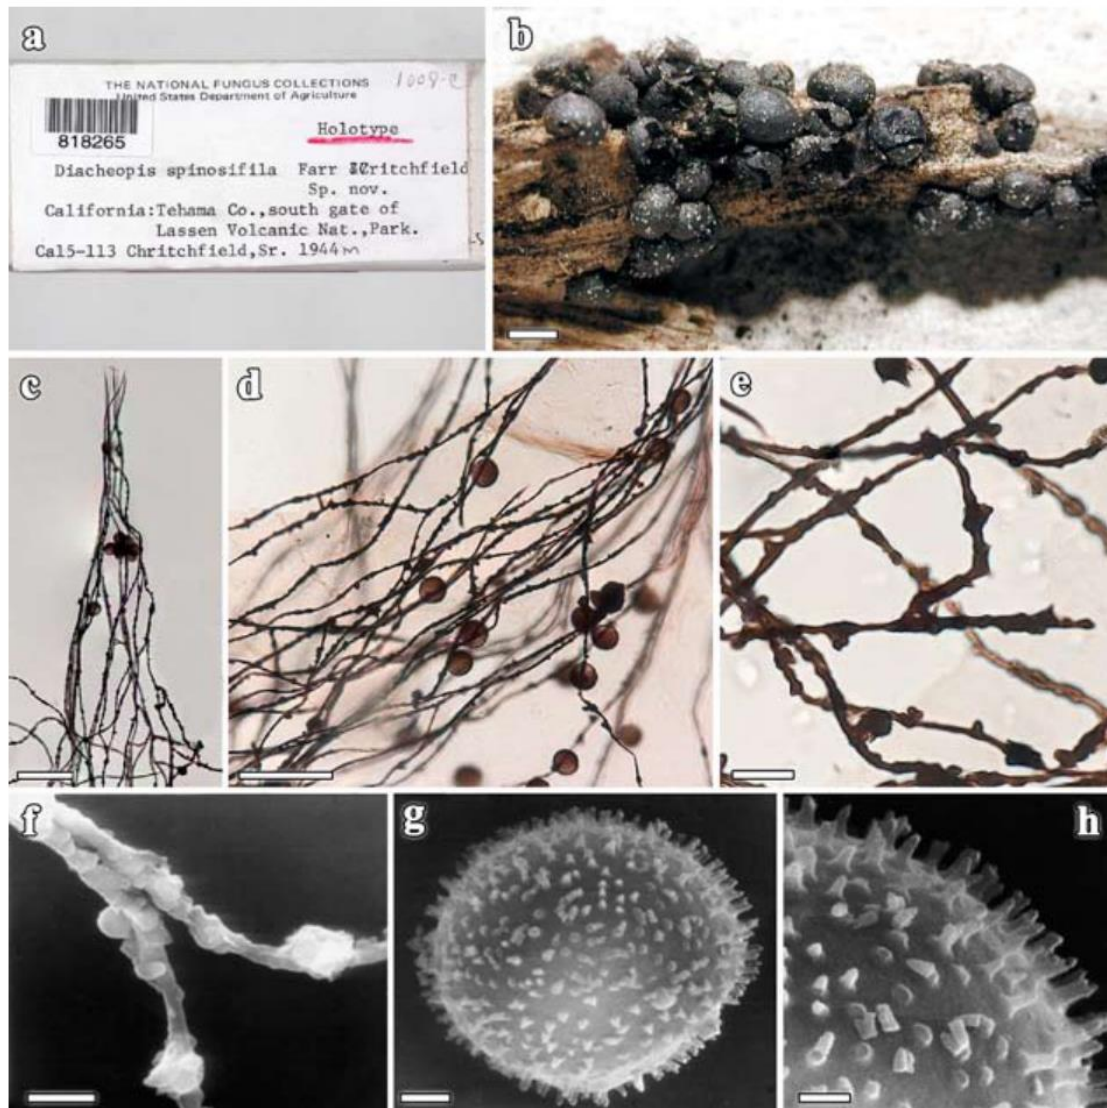 a
THE NATIONAL FUNGUS COLLECTIONS 1009-C
United States Department of Agriculture
818265
Holotype
Diacheopis spinosifila Farr & Critchfield
Sp. nov.
California:Tehama Co.,south gate of
Lassen Volcanic Nat.,Park.
Cal5-113 Chritchfield,Sr. 1944m
b
c
d
e
f
g
h